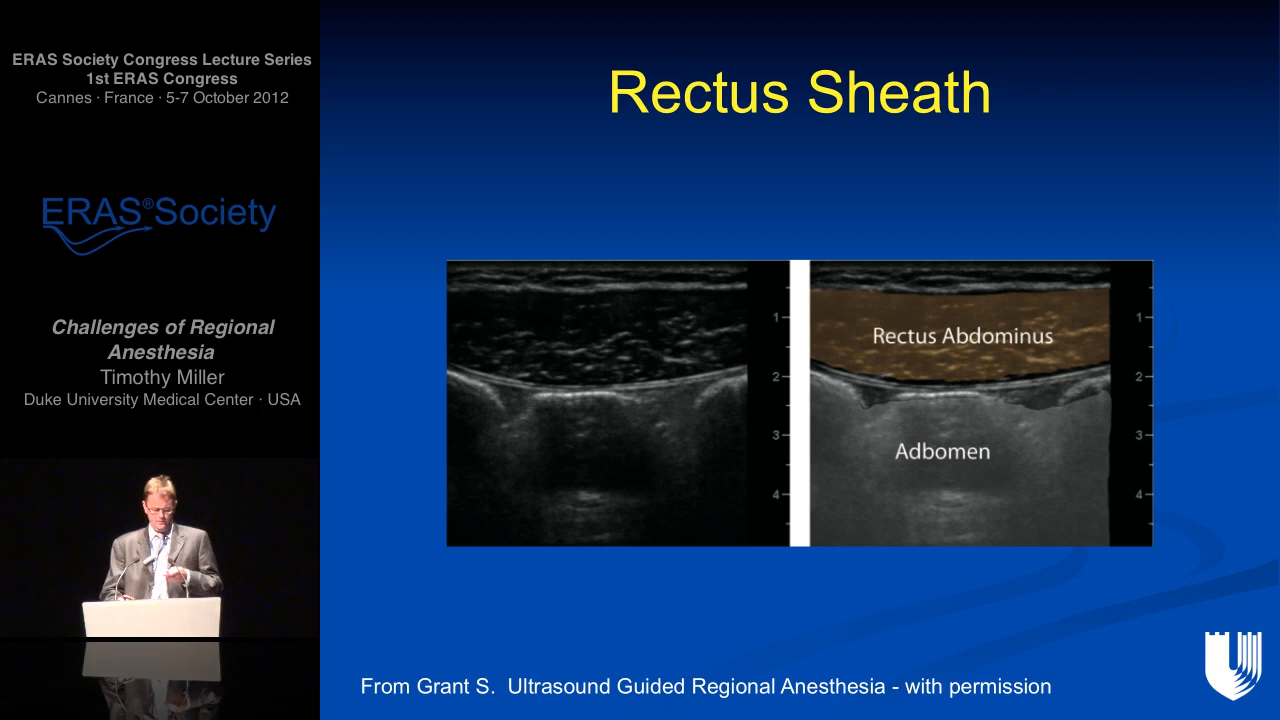 ERAS Society Congress Lecture Series
1st ERAS Congress
Cannes · France · 5-7 October 2012
ERAS®Society
Challenges of Regional
Anesthesia
Timothy Miller
Duke University Medical Center · USA
Rectus Sheath
1
2
3
4
Rectus Abdominus
Adbomen
1
2
3
4
From Grant S.  Ultrasound Guided Regional Anesthesia - with permission